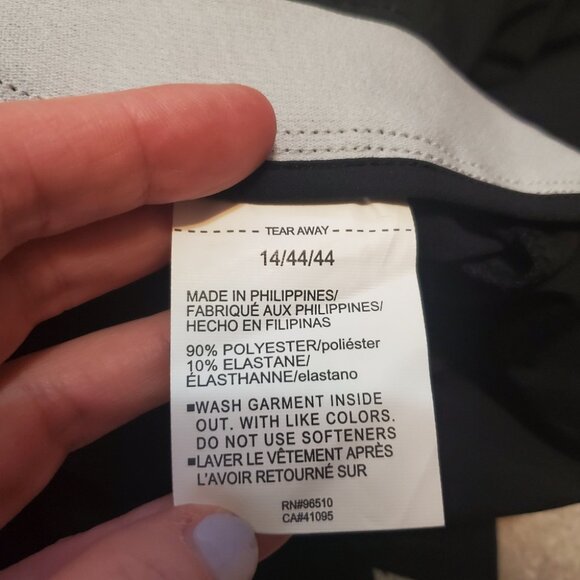 TEAR AWAY
14/44/44
MADE IN PHILIPPINES/
FABRIQUÉ AUX PHILIPPINES/
HECHO EN FILIPINAS
90% POLYESTER/poliéster
10% ELASTANE/
ÉLASTHANNE/elastano
■WASH GARMENT INSIDE
OUT. WITH LIKE COLORS.
DO NOT USE SOFTENERS
■LAVER LE VÊTEMENT APRÈS
L'AVOIR RETOURNÉ SUR
RN#96510
CA#41095